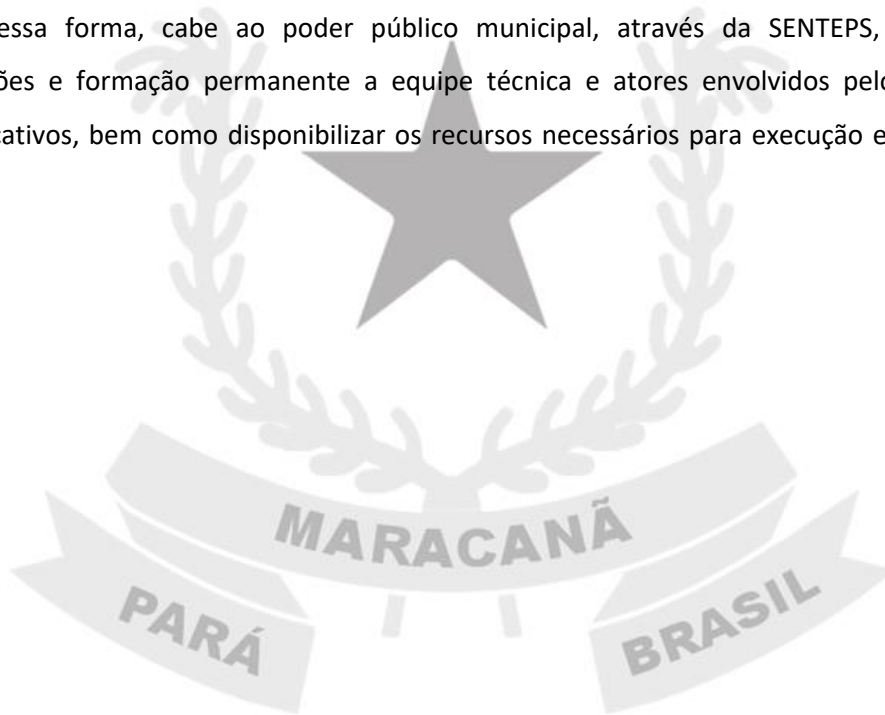 essa forma, cabe ao poder público municipal, através da SENTEPS,
ões e formação permanente a equipe técnica e atores envolvidos pelo
cativos, bem como disponibilizar os recursos necessários para execução e
MARACANÃ
PARÁ
BRASIL